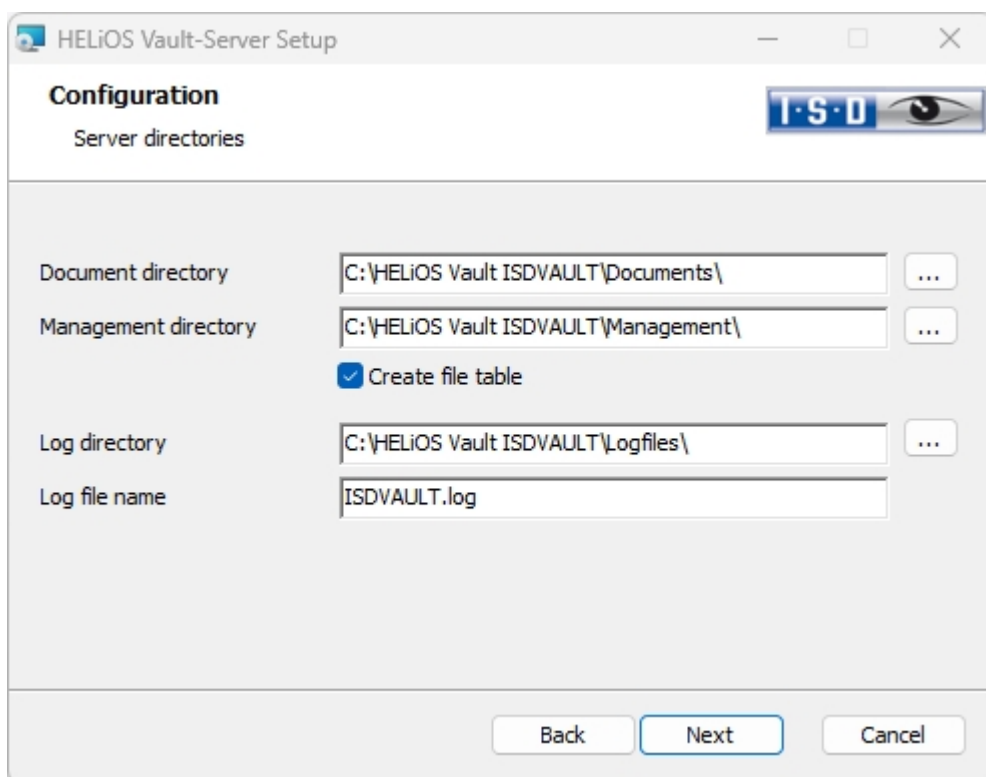 HELiOS Vault-Server Setup
Configuration
I·S·D
Server directories
Document directory C:\HELiOS Vault ISDVAULT\Documents\ ...
Management directory C:\HELiOS Vault ISDVAULT\Management\ ...
Create file table
Log directory C:\HELiOS Vault ISDVAULT\Logfiles\ ...
Log file name ISDVAULT.log
Back Next Cancel